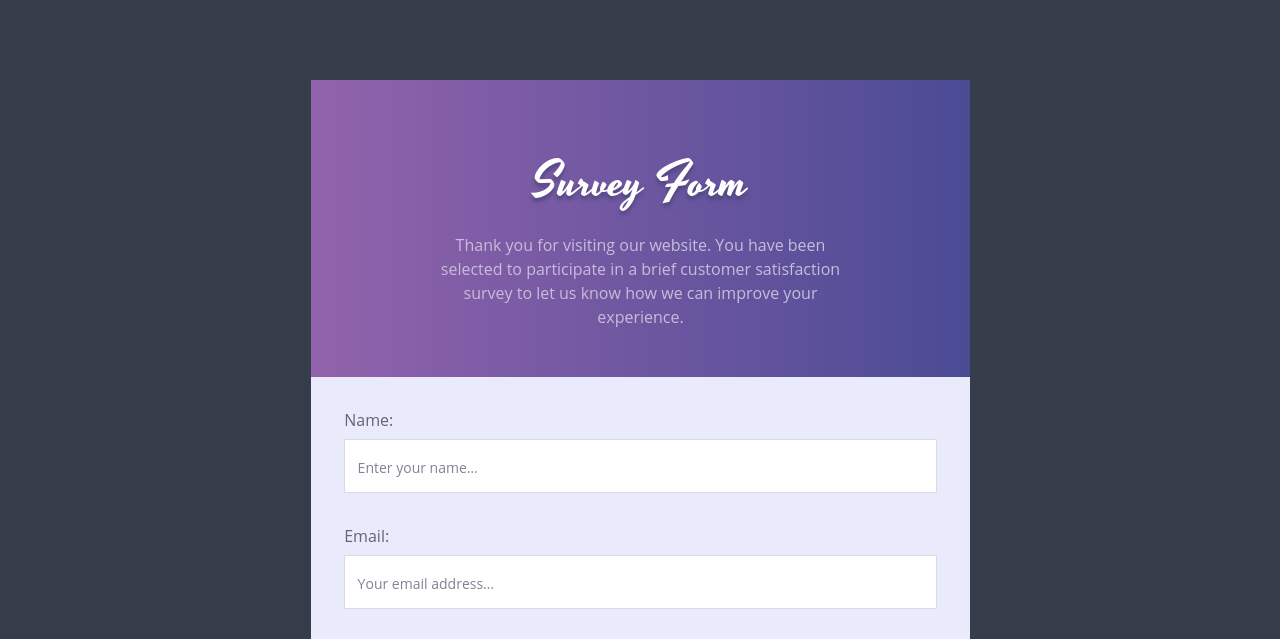 Survey Form
Thank you for visiting our website. You have been
selected to participate in a brief customer satisfaction
survey to let us know how we can improve your
experience.
Name:
Enter your name...
Email:
Your email address...